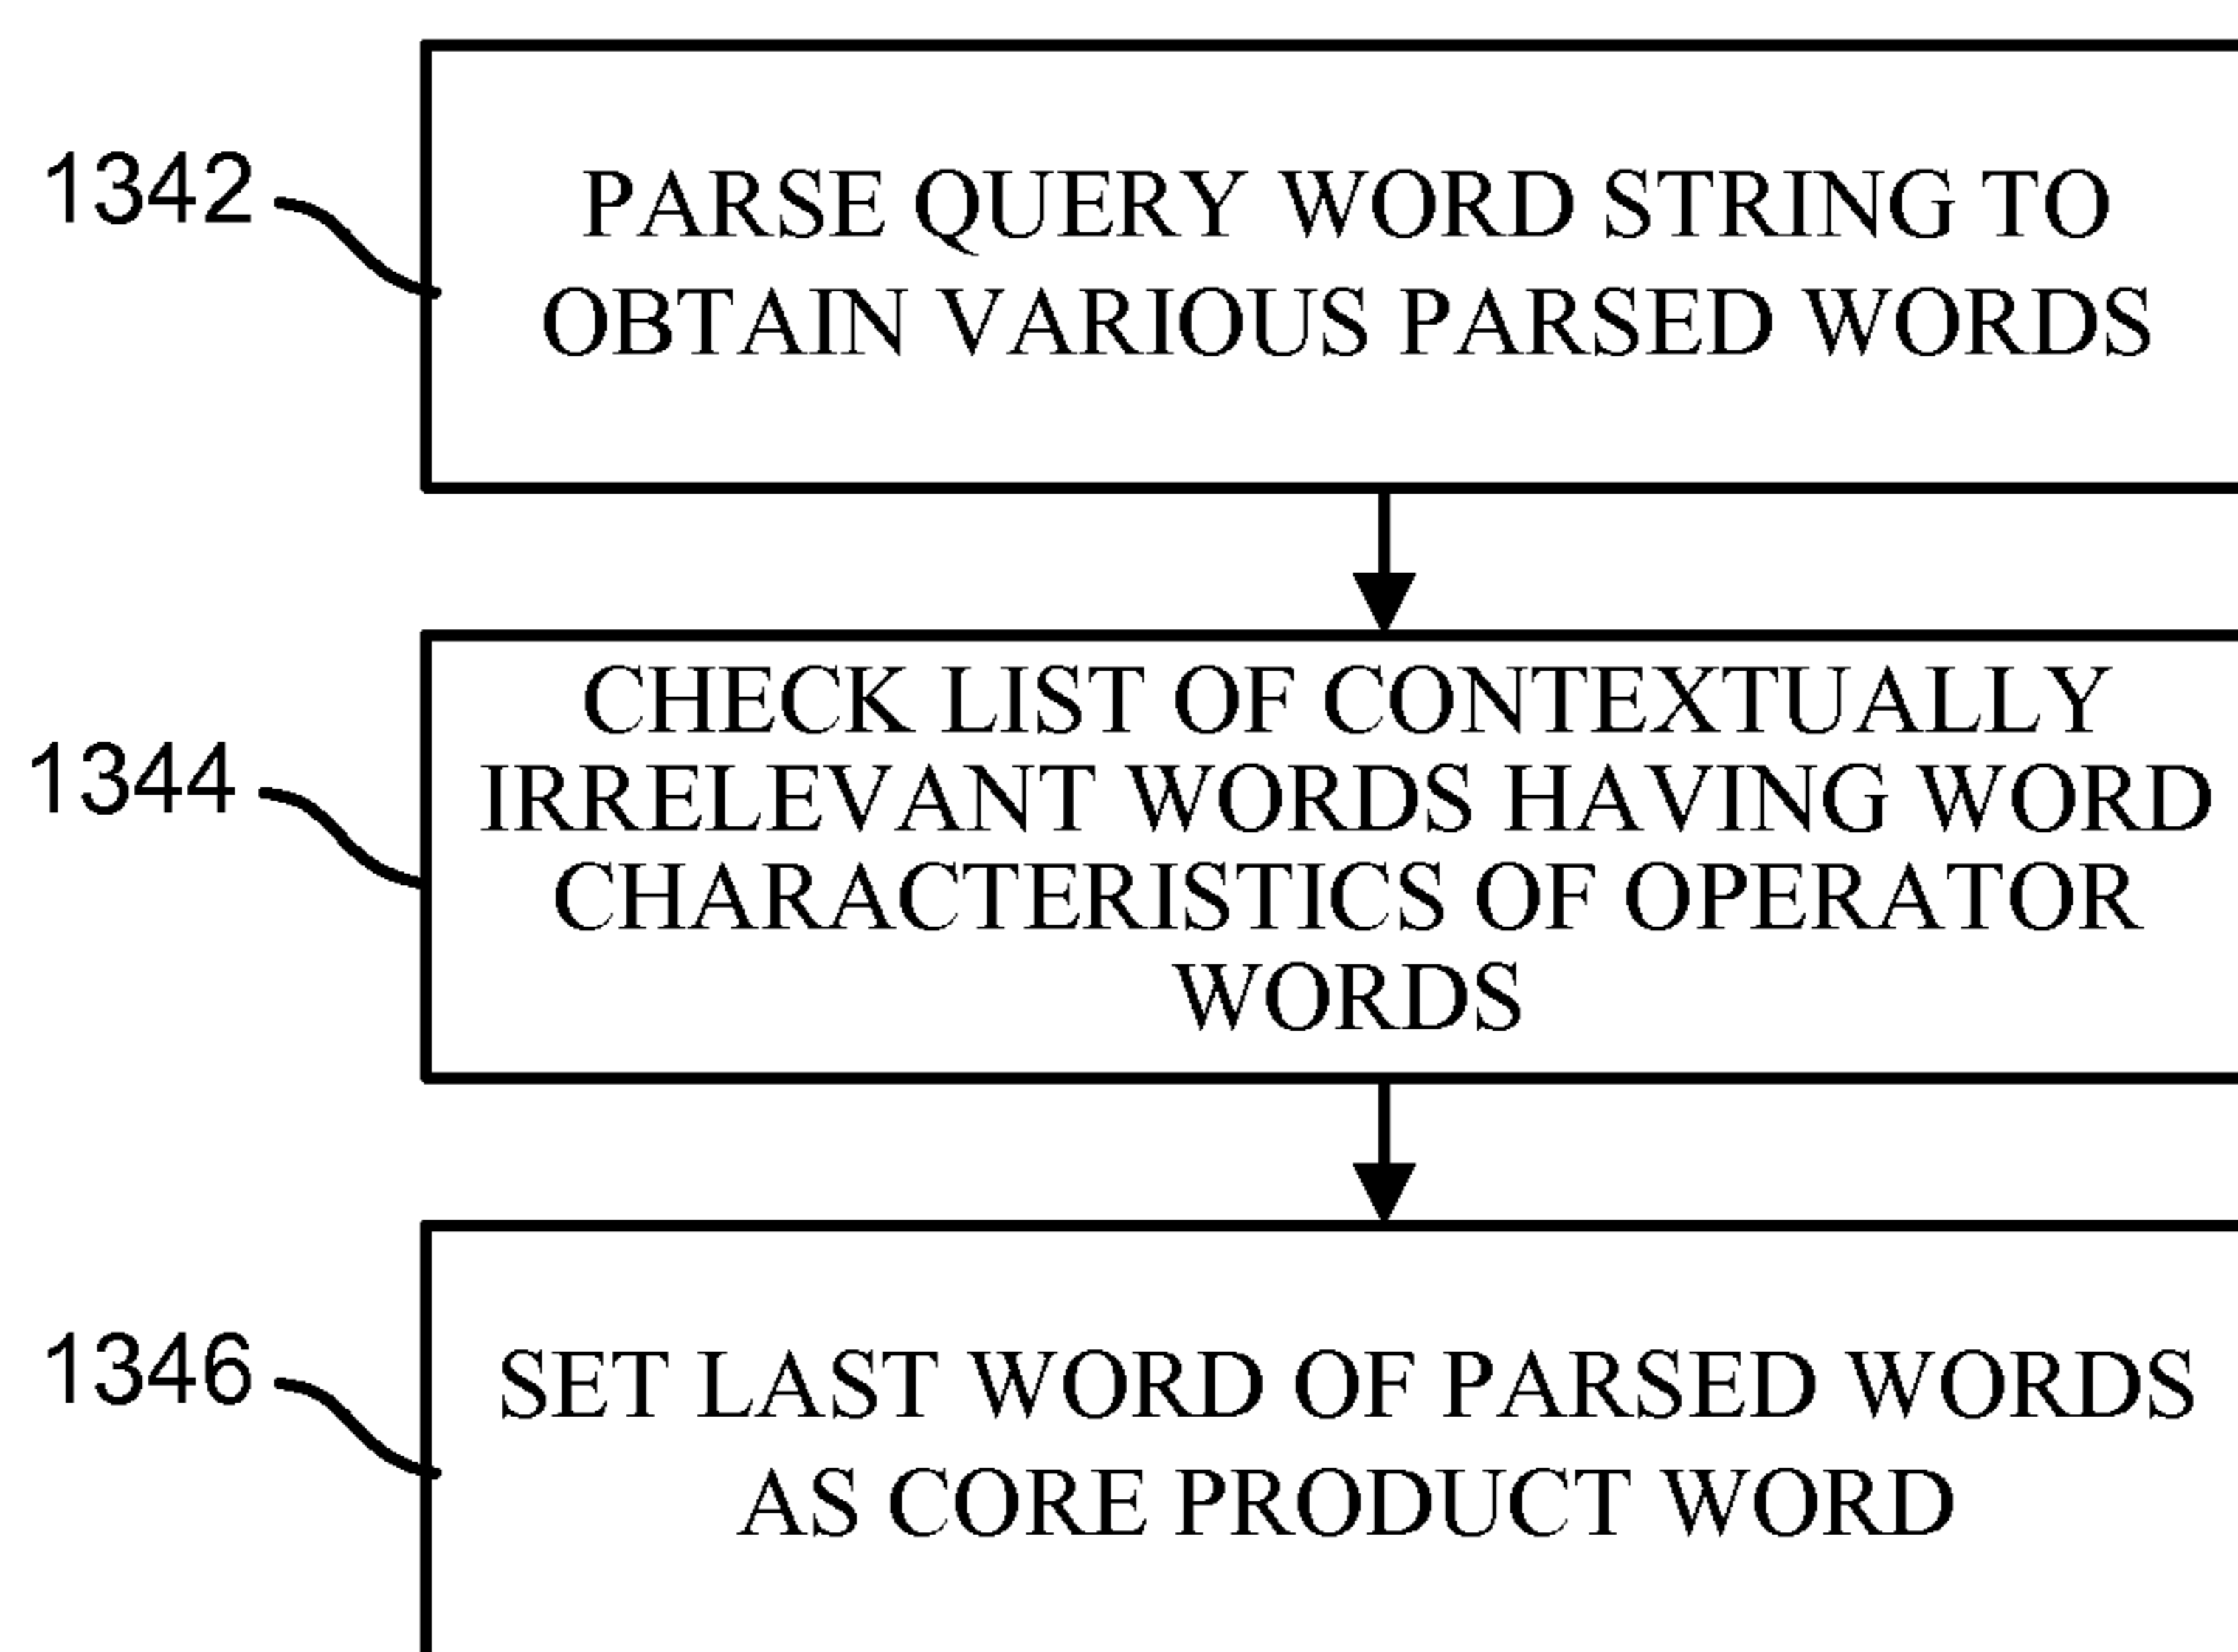 1342
PARSE QUERY WORD STRING TO
OBTAIN VARIOUS PARSED WORDS
1344
CHECK LIST OF CONTEXTUALLY
IRRELEVANT WORDS HAVING WORD
CHARACTERISTICS OF OPERATOR
WORDS
1346
SET LAST WORD OF PARSED WORDS
AS CORE PRODUCT WORD